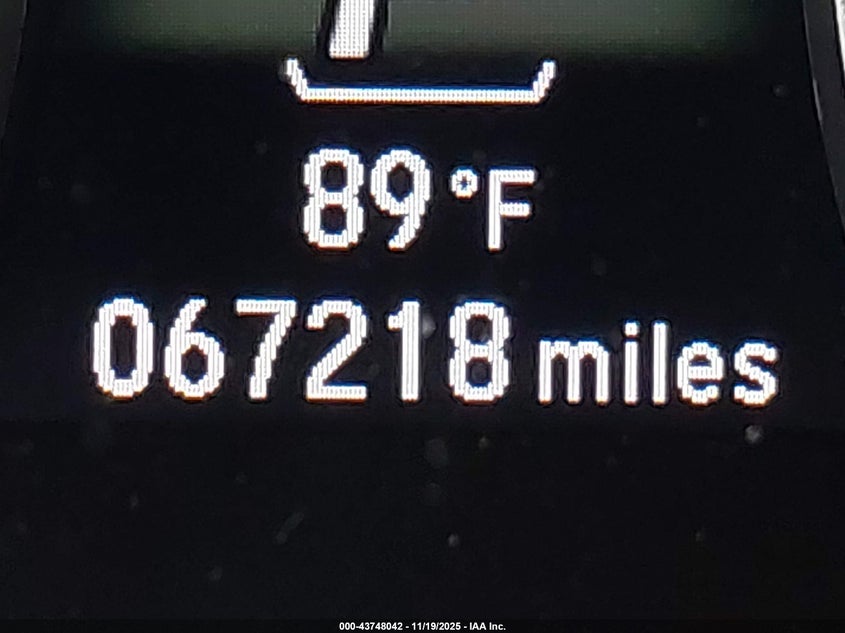 89 °F
067218 miles
000-43748042 - 11/19/2025 - IAA Inc.